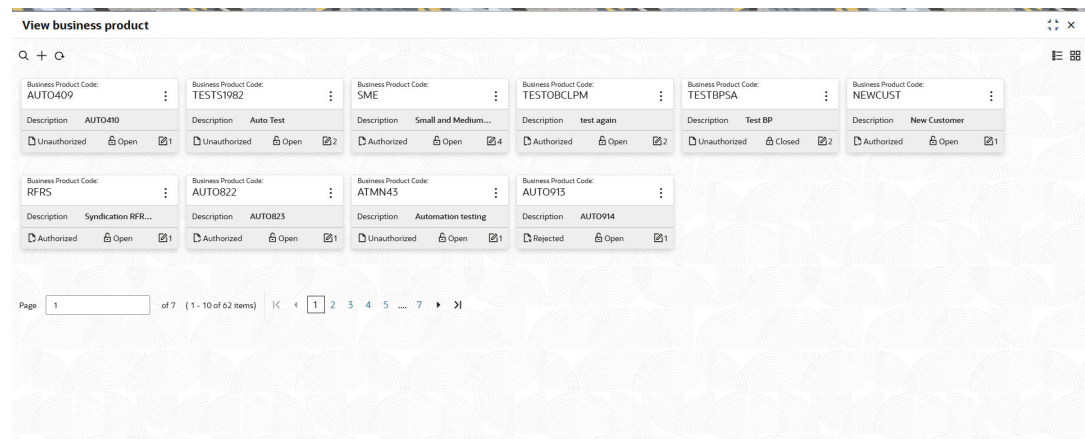 View business product
Business Product Code: Business Product Code: Business Product Code: Business Product Code: Business Product Code: Business Product Code:
AUTO409 TESTS1982 SME TESTOBCLPM TESTBPSA NEWCUST
Description AUTO410 Description Auto Test Description Small and Medium... Description test again Description Test BP Description New Customer
Unauthorized Open 1 Unauthorized Open 2 Authorized Open 4 Authorized Open 2 Unauthorized Closed 2 Authorized Open 1
Business Product Code: Business Product Code: Business Product Code: Business Product Code:
RFRS AUTO822 ATMN43 AUTO913
Description Syndication RFR... Description AUTO823 Description Automation testing Description AUTO914
Authorized Open 1 Authorized Open 1 Unauthorized Open 1 Rejected Open 1
Page 1 of 7 ( 1 - 10 of 62 items) 1 2 3 4 5 .... 7